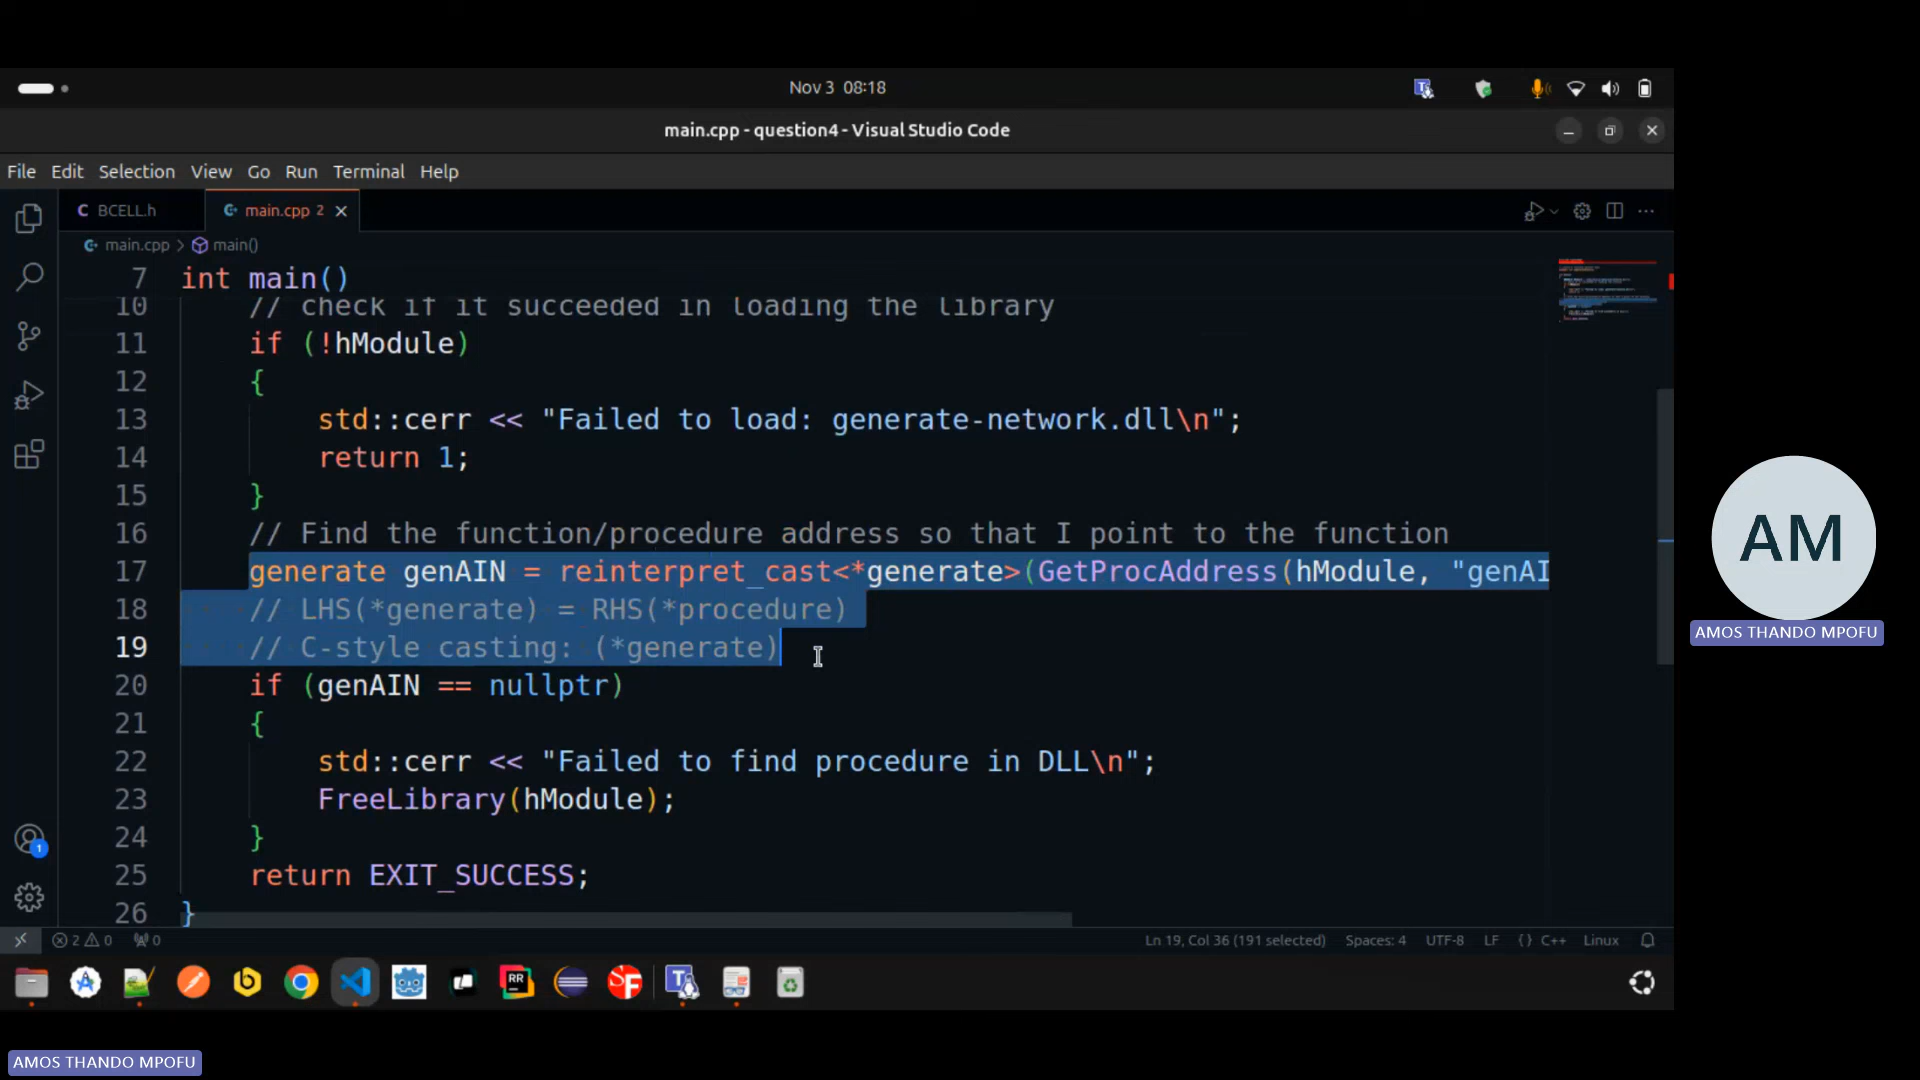 Nov 3 08:18
main.cpp - question4 - Visual Studio Code
File Edit Selection View Go Run Terminal Help
C BCELL.h
main.cpp 2
main.cpp > main()
7 int main()
10 // check if it succeeded in loading the library
11 if (!hModule)
12 {
13 std::cerr << "Failed to load: generate-network.dll\n";
14 return 1;
15 }
16 // Find the function/procedure address so that I point to the function
17 generate genAIN = reinterpret_cast<*generate>(GetProcAddress(hModule, "genAI
18 // LHS(*generate) = RHS(*procedure)
19 // C-style casting: (*generate)
20 if (genAIN == nullptr)
21 {
22 std::cerr << "Failed to find procedure in DLL\n";
23 FreeLibrary(hModule);
24 }
25 return EXIT_SUCCESS;
26 }
1
2 0 0 Ln 19, Col 36 (191 selected) Spaces: 4 UTF-8 LF {} C++ Linux
RR
SF
T
AM
AMOS THANDO MPOFU
AMOS THANDO MPOFU